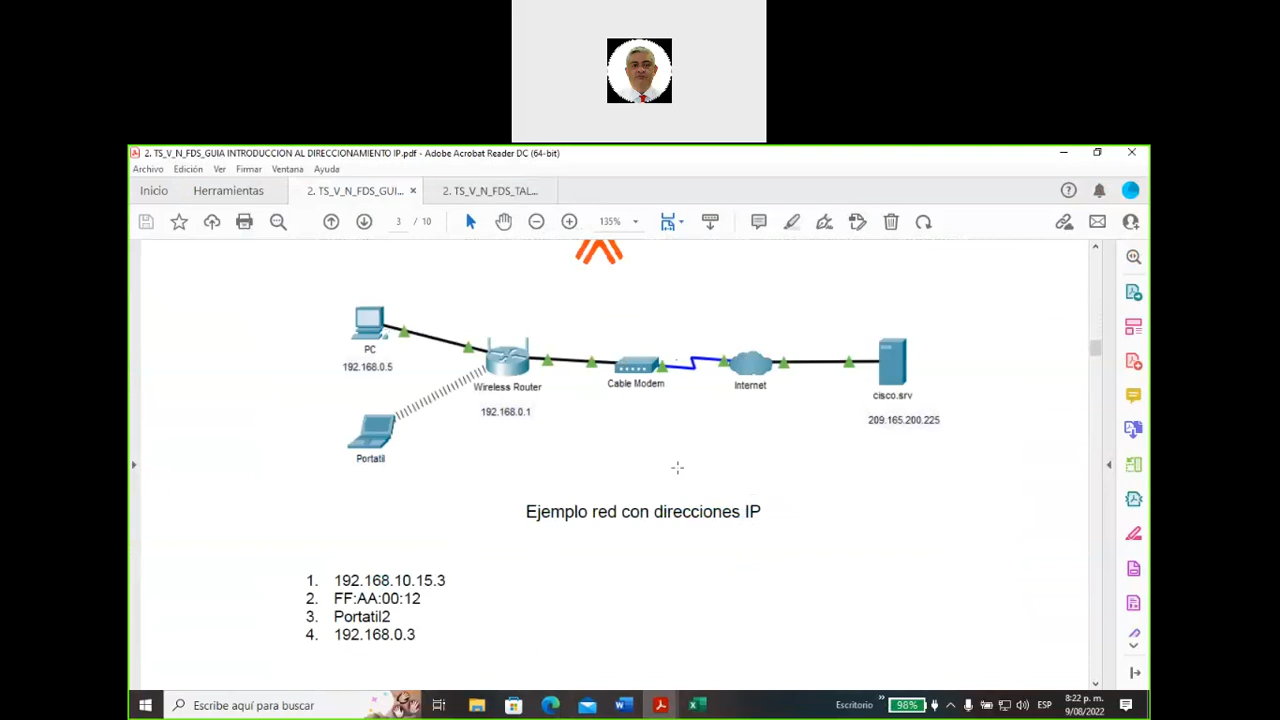 2. TS_V_N_FDS_GUIA INTRODUCCION AL DIRECCIONAMIENTO IP.pdf - Adobe Acrobat Reader DC (64-bit)
Archivo Edición Ver Firmar Ventana Ayuda
Inicio Herramientas 2. TS_V_N_FDS_GUI... × 2. TS_V_N_FDS_TAL...
3 / 10 135%
PC
192.168.0.5
Wireless Router
192.168.0.1
Cable Modem
Internet
cisco.srv
209.165.200.225
Portatil
Ejemplo red con direcciones IP
1. 192.168.10.15.3
2. FF:AA:00:12
3. Portatil2
4. 192.168.0.3
Escribe aquí para buscar
Escritorio
98%
ESP
8:22 p. m.
9/08/2022